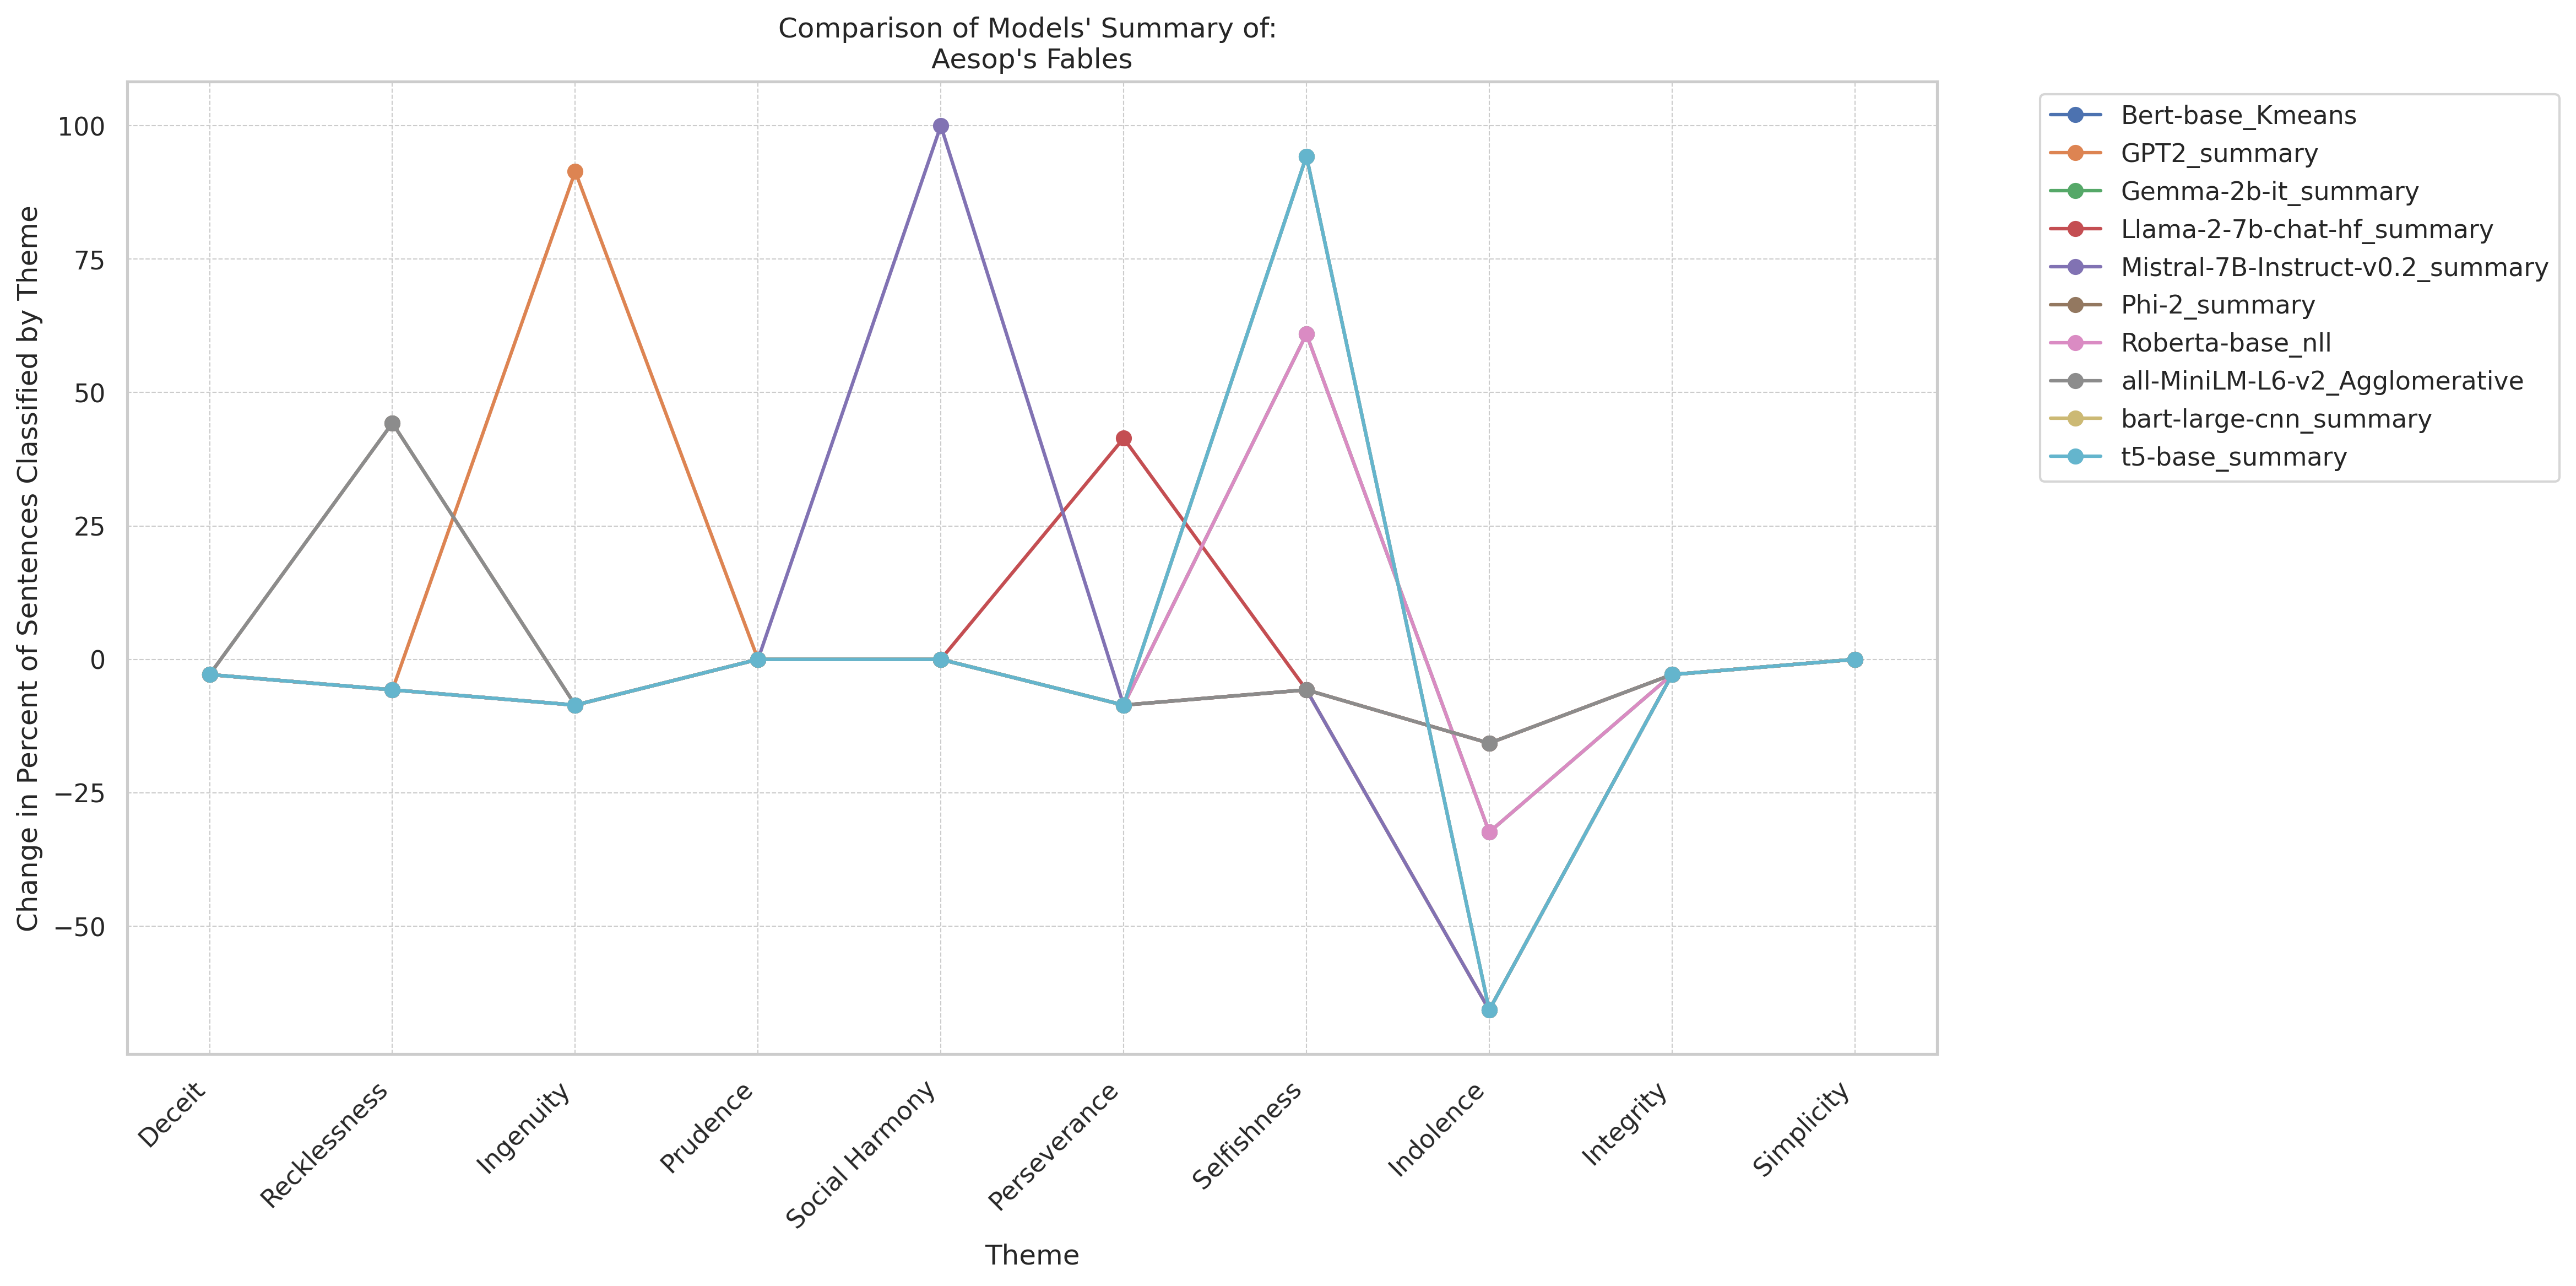 Comparison of Models' Summary of:
Aesop's Fables
Change in Percent of Sentences Classified by Theme
100
75
50
25
0
−25
−50
Deceit
Recklessness
Ingenuity
Prudence
Social Harmony
Perseverance
Selfishness
Indolence
Integrity
Simplicity
Theme
Bert-base_Kmeans
GPT2_summary
Gemma-2b-it_summary
Llama-2-7b-chat-hf_summary
Mistral-7B-Instruct-v0.2_summary
Phi-2_summary
Roberta-base_nll
all-MiniLM-L6-v2_Agglomerative
bart-large-cnn_summary
t5-base_summary